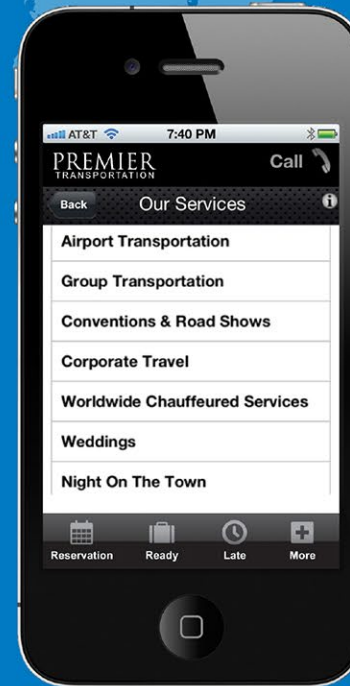 AT&T 7:40 PM
PREMIER Call
TRANSPORTATION
Back Our Services i
Airport Transportation
Group Transportation
Conventions & Road Shows
Corporate Travel
Worldwide Chauffeured Services
Weddings
Night On The Town
Reservation Ready Late More